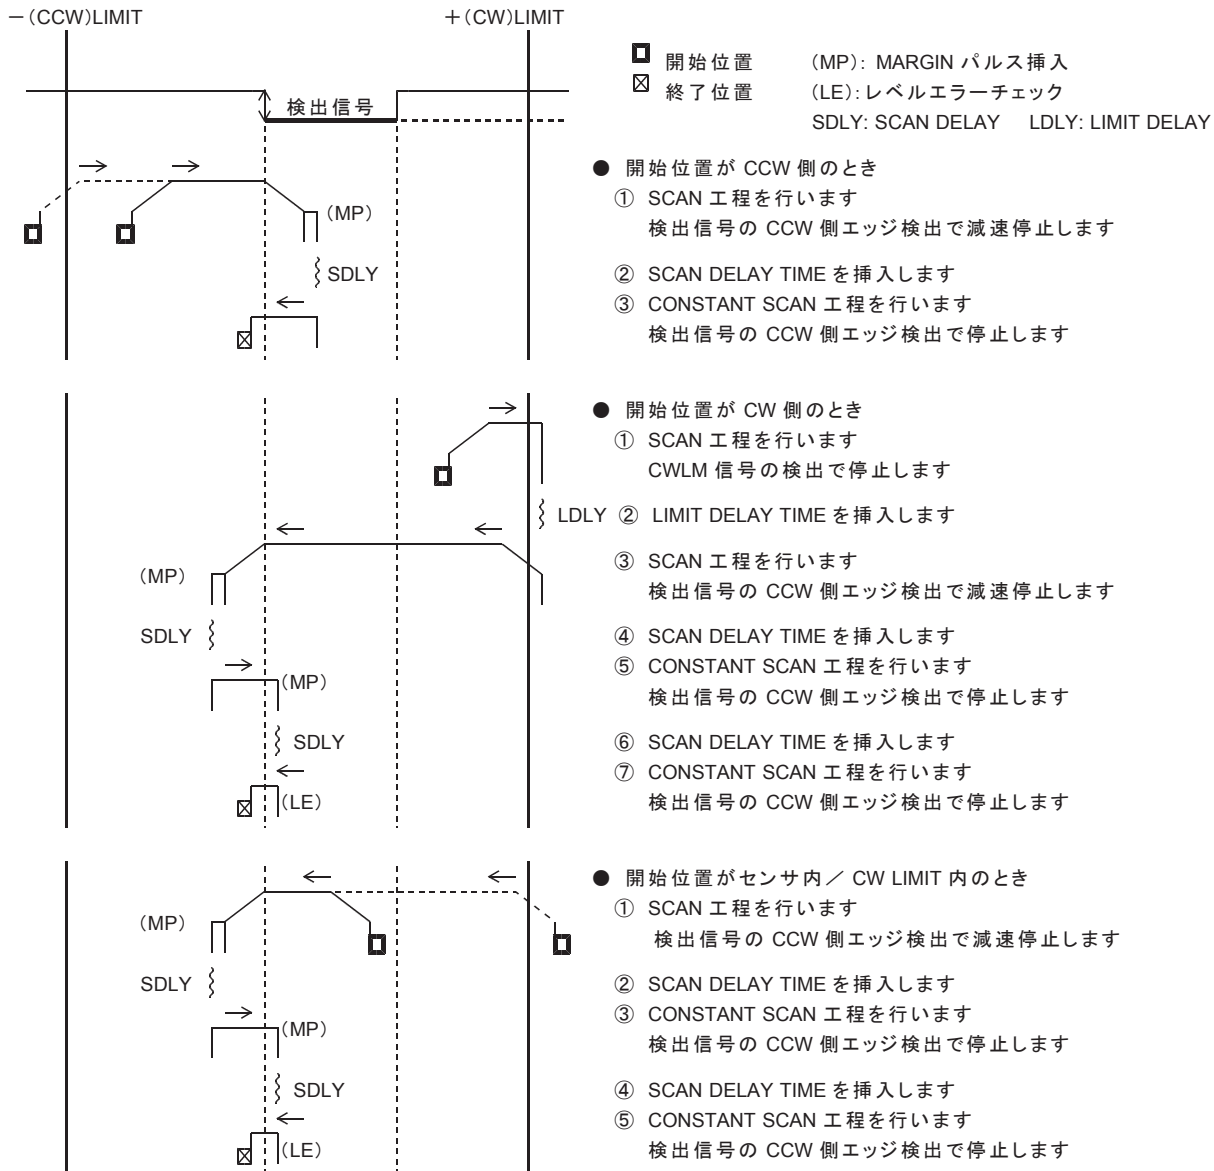 －(CCW)LIMIT
＋(CW)LIMIT
開始位置 (MP): MARGIN パルス挿入
終了位置 (LE):レベルエラーチェック
SDLY: SCAN DELAY LDLY: LIMIT DELAY
検出信号
(MP)
SDLY
● 開始位置が CCW 側のとき
① SCAN 工程を行います
検出信号の CCW 側エッジ検出で減速停止します
② SCAN DELAY TIME を挿入します
③ CONSTANT SCAN 工程を行います
検出信号の CCW 側エッジ検出で停止します
LDLY
(MP)
SDLY
(MP)
SDLY
(LE)
● 開始位置が CW 側のとき
① SCAN 工程を行います
CWLM 信号の検出で停止します
② LIMIT DELAY TIME を挿入します
③ SCAN 工程を行います
検出信号の CCW 側エッジ検出で減速停止します
④ SCAN DELAY TIME を挿入します
⑤ CONSTANT SCAN 工程を行います
検出信号の CCW 側エッジ検出で停止します
⑥ SCAN DELAY TIME を挿入します
⑦ CONSTANT SCAN 工程を行います
検出信号の CCW 側エッジ検出で停止します
(MP)
SDLY
(MP)
SDLY
(LE)
● 開始位置がセンサ内／ CW LIMIT 内のとき
① SCAN 工程を行います
検出信号の CCW 側エッジ検出で減速停止します
② SCAN DELAY TIME を挿入します
③ CONSTANT SCAN 工程を行います
検出信号の CCW 側エッジ検出で停止します
④ SCAN DELAY TIME を挿入します
⑤ CONSTANT SCAN 工程を行います
検出信号の CCW 側エッジ検出で停止します